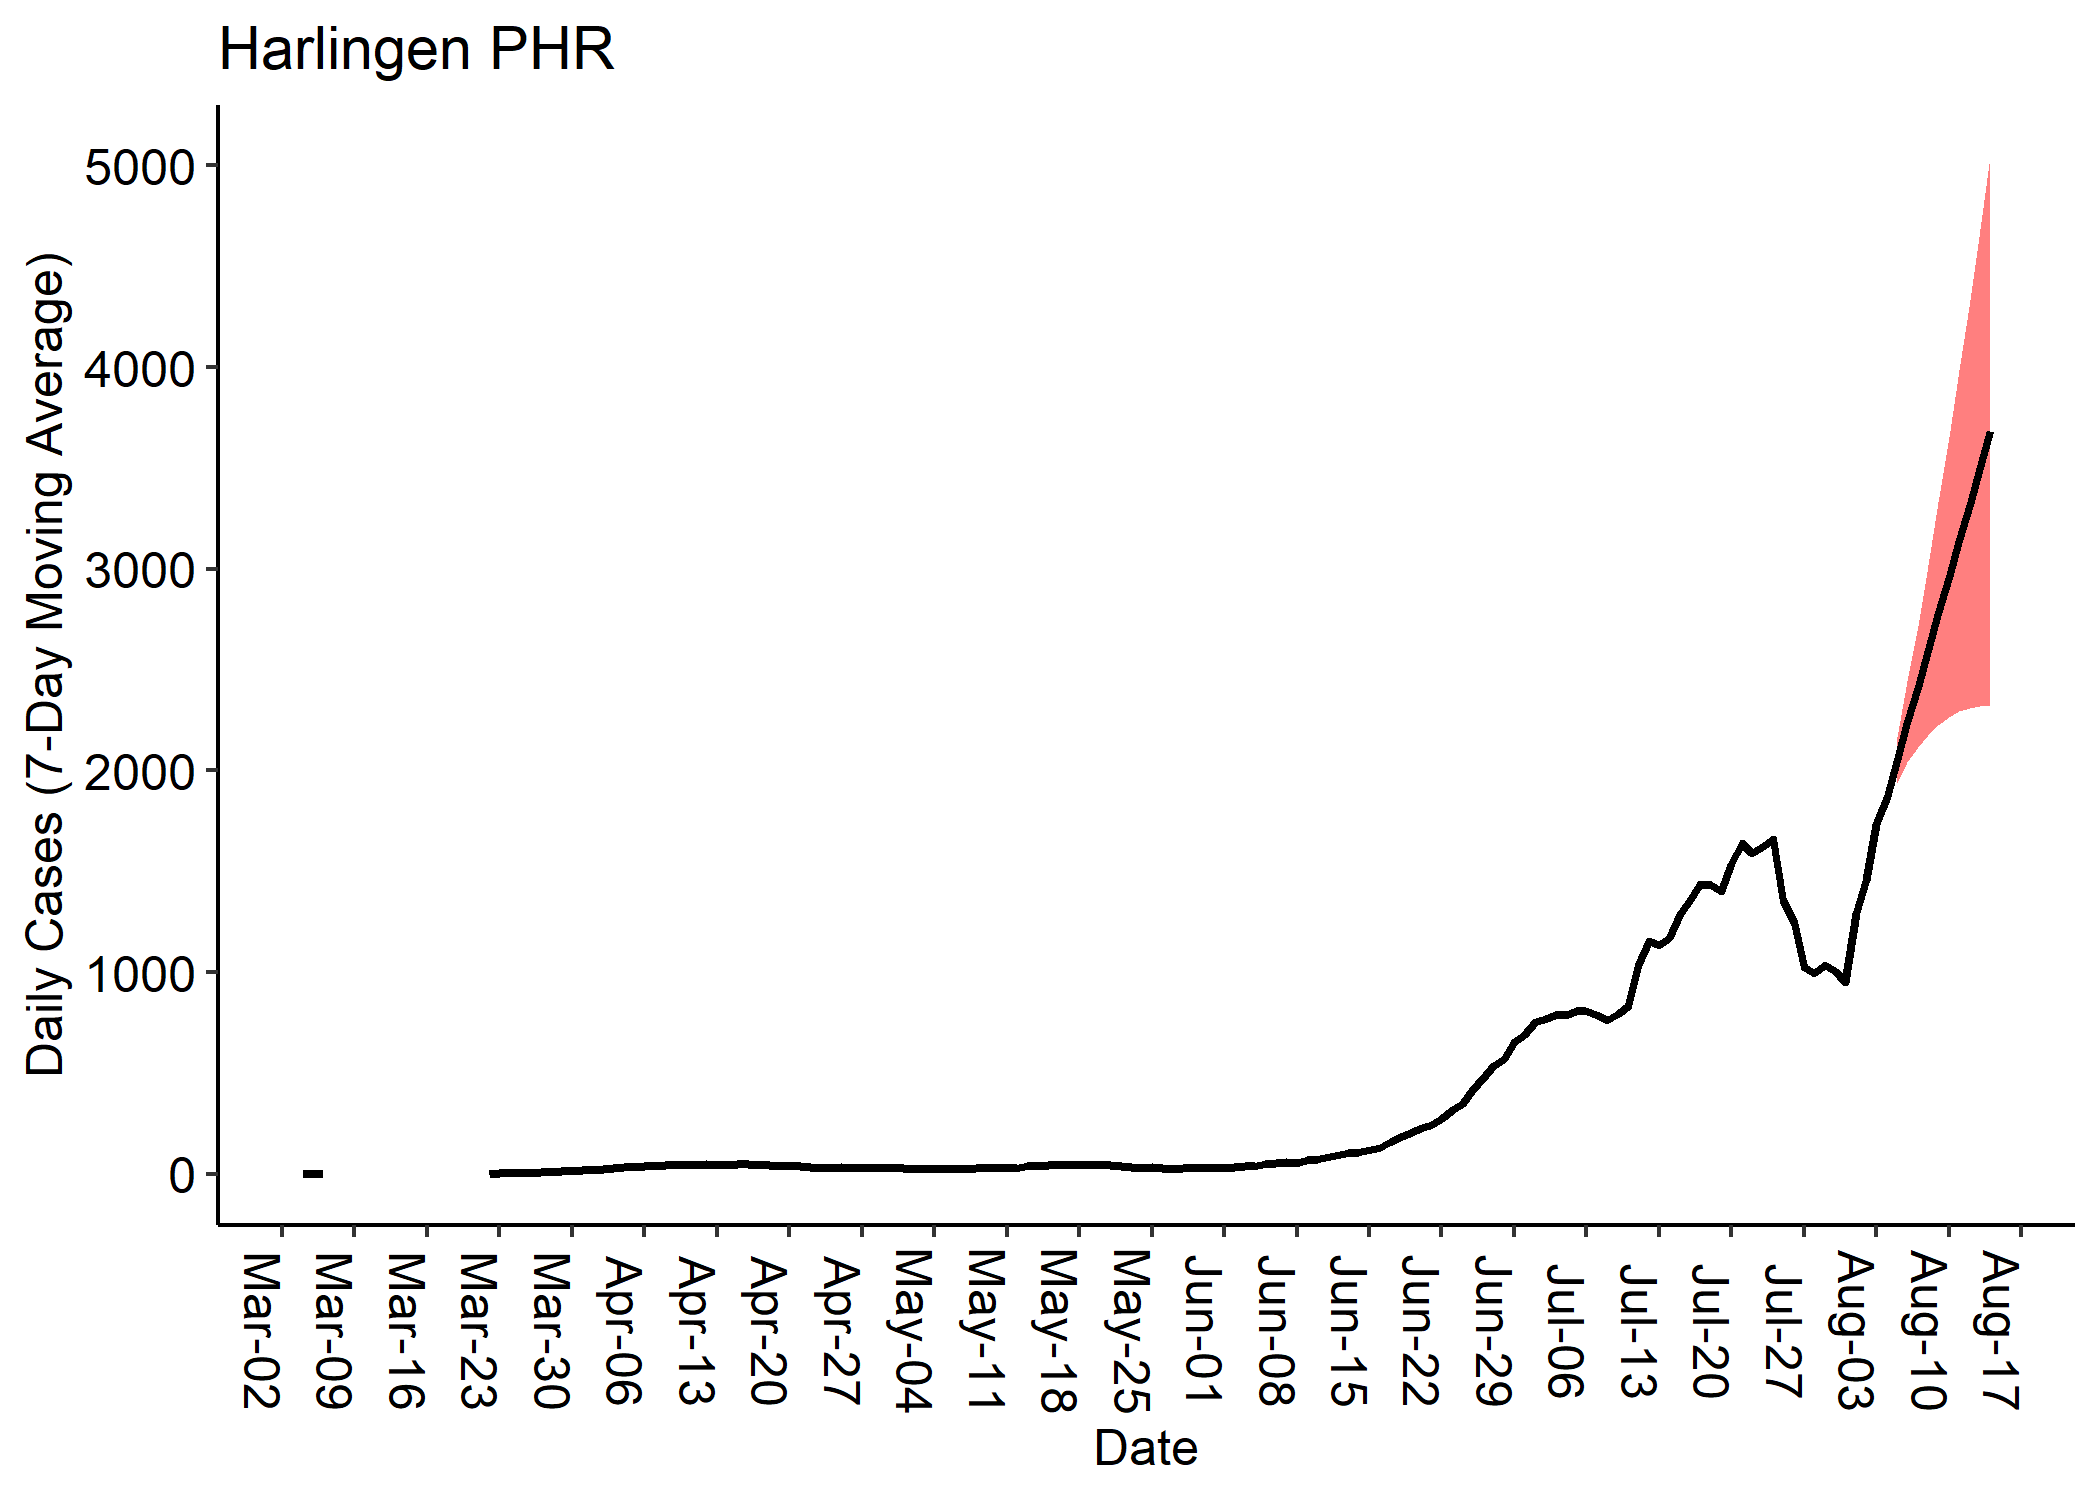 Harlingen PHR
Daily Cases (7-Day Moving Average)
5000
4000
3000
2000
1000
0
Mar-02
Mar-09
Mar-16
Mar-23
Mar-30
Apr-06
Apr-13
Apr-20
Apr-27
May-04
May-11
May-18
May-25
Jun-01
Jun-08
Jun-15
Jun-22
Jun-29
Jul-06
Jul-13
Jul-20
Jul-27
Aug-03
Aug-10
Aug-17
Date